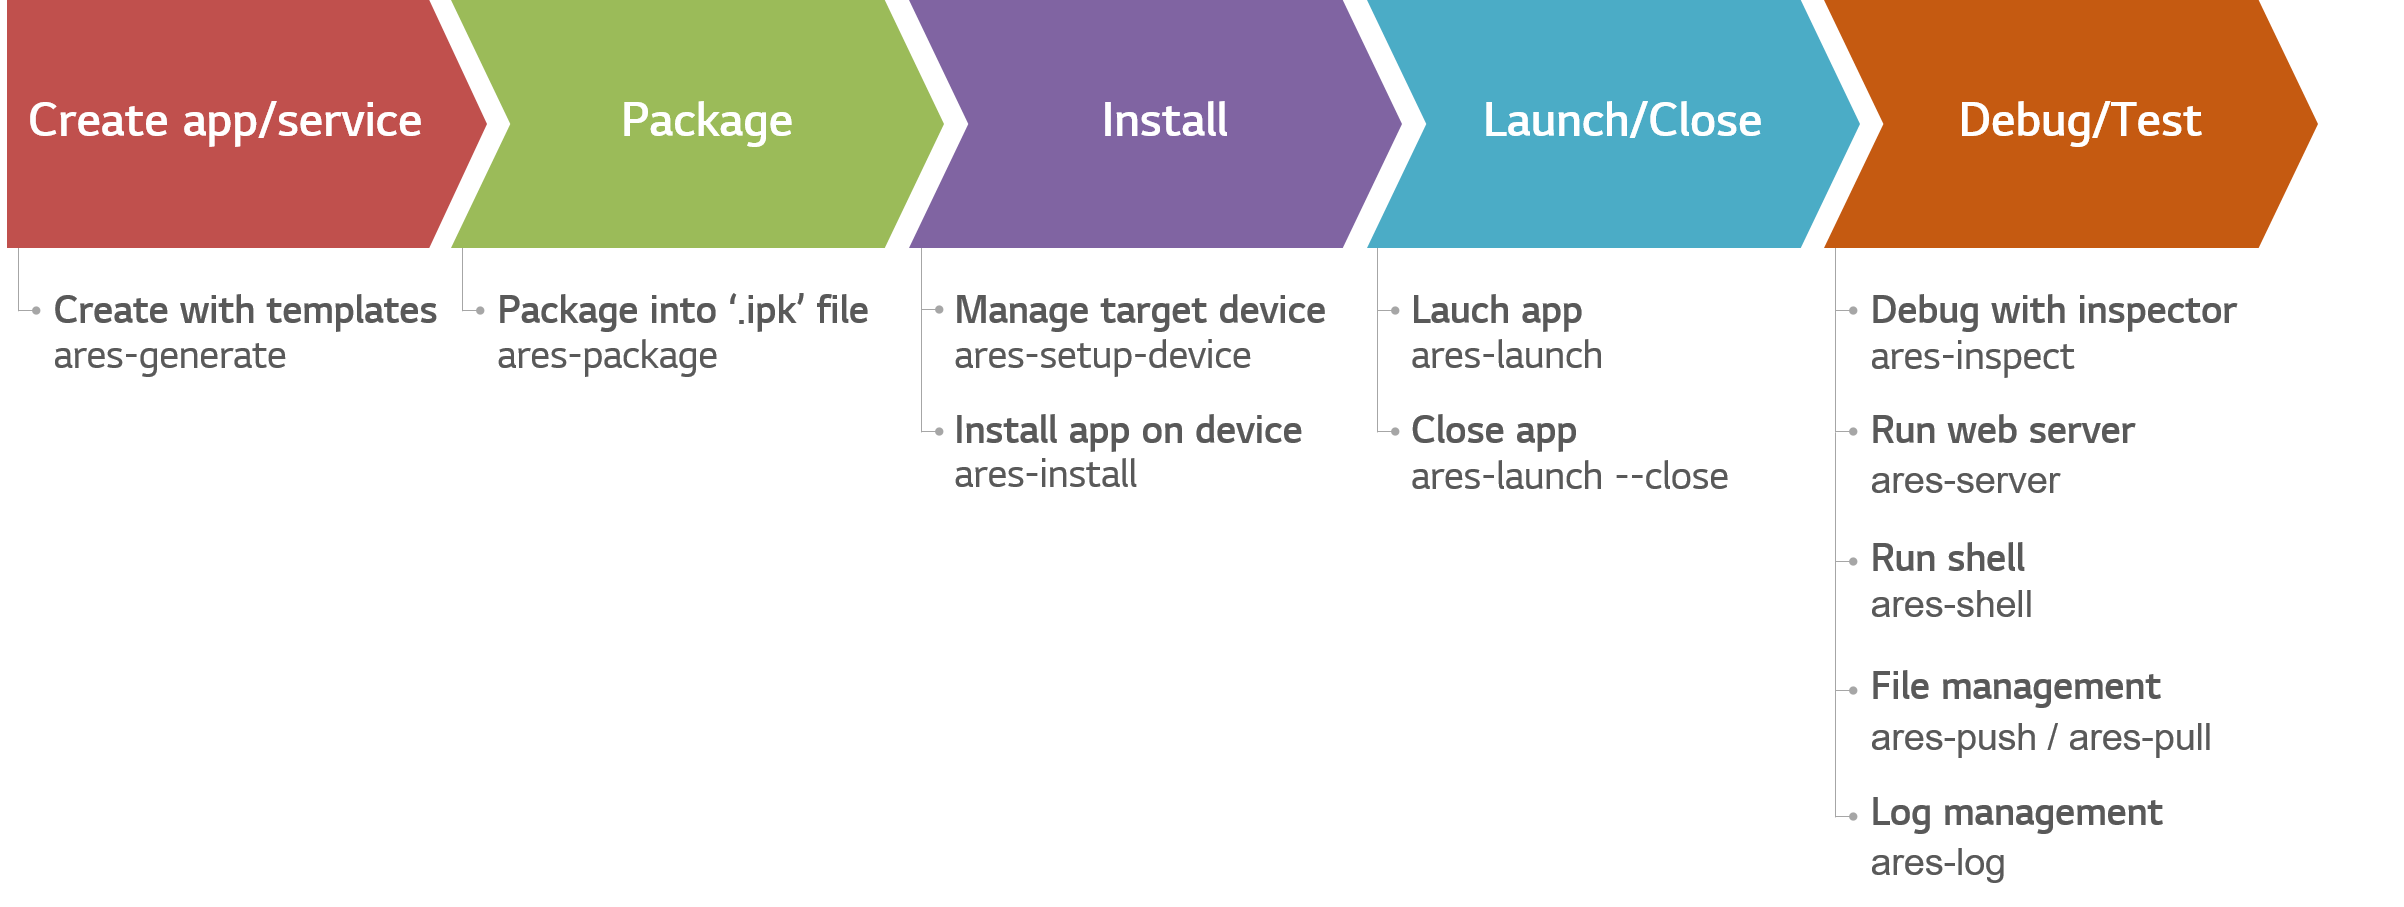 Create app/service
Package
Install
Launch/Close
Debug/Test
Create with templates
ares-generate
Package into ‘.ipk’ file
ares-package
Manage target device
ares-setup-device
Install app on device
ares-install
Lauch app
ares-launch
Close app
ares-launch --close
Debug with inspector
ares-inspect
Run web server
ares-server
Run shell
ares-shell
File management
ares-push / ares-pull
Log management
ares-log